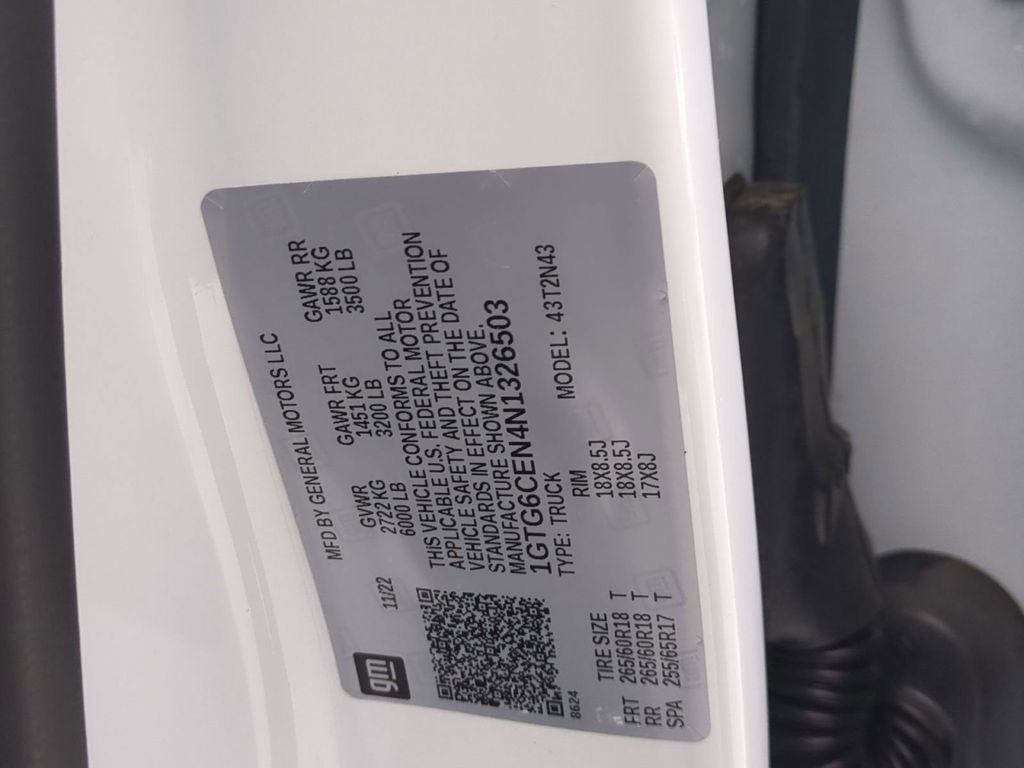 gm
MFD BY GENERAL MOTORS LLC
11/22
GVWR GAWR FRT GAWR RR
2722 KG 1451 KG 1588 KG
6000 LB 3200 LB 3500 LB
THIS VEHICLE CONFORMS TO ALL
APPLICABLE U.S. FEDERAL MOTOR
VEHICLE SAFETY AND THEFT PREVENTION
STANDARDS IN EFFECT ON THE DATE OF
MANUFACTURE SHOWN ABOVE.
1GTG6CEN4N1326503
TYPE: TRUCK MODEL: 43T2N43
8624
TIRE SIZE RIM
FRT 265/60R18 T 18X8.5J
RR 265/60R18 T 18X8.5J
SPA 255/65R17 T 17X8J